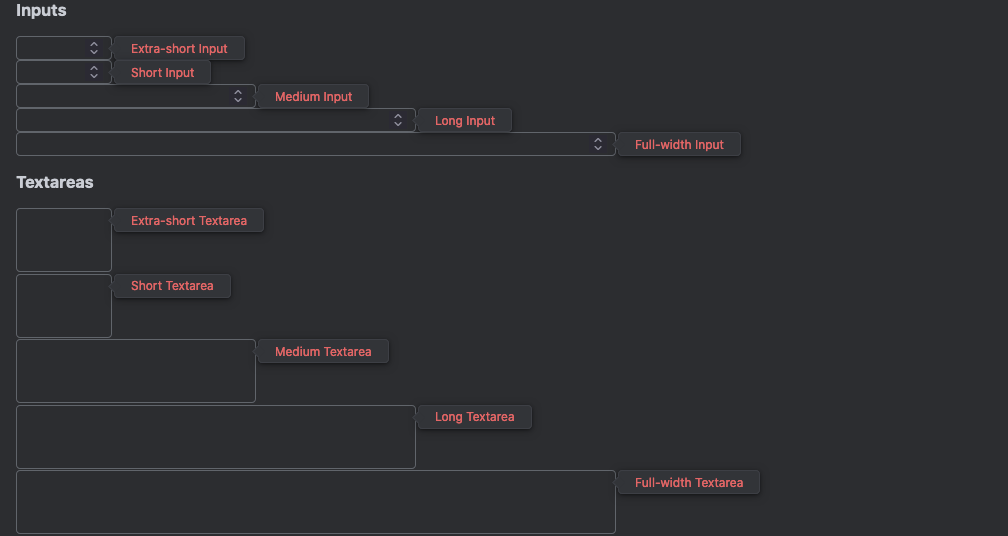 Inputs
Extra-short Input
Short Input
Medium Input
Long Input
Full-width Input
Textareas
Extra-short Textarea
Short Textarea
Medium Textarea
Long Textarea
Full-width Textarea